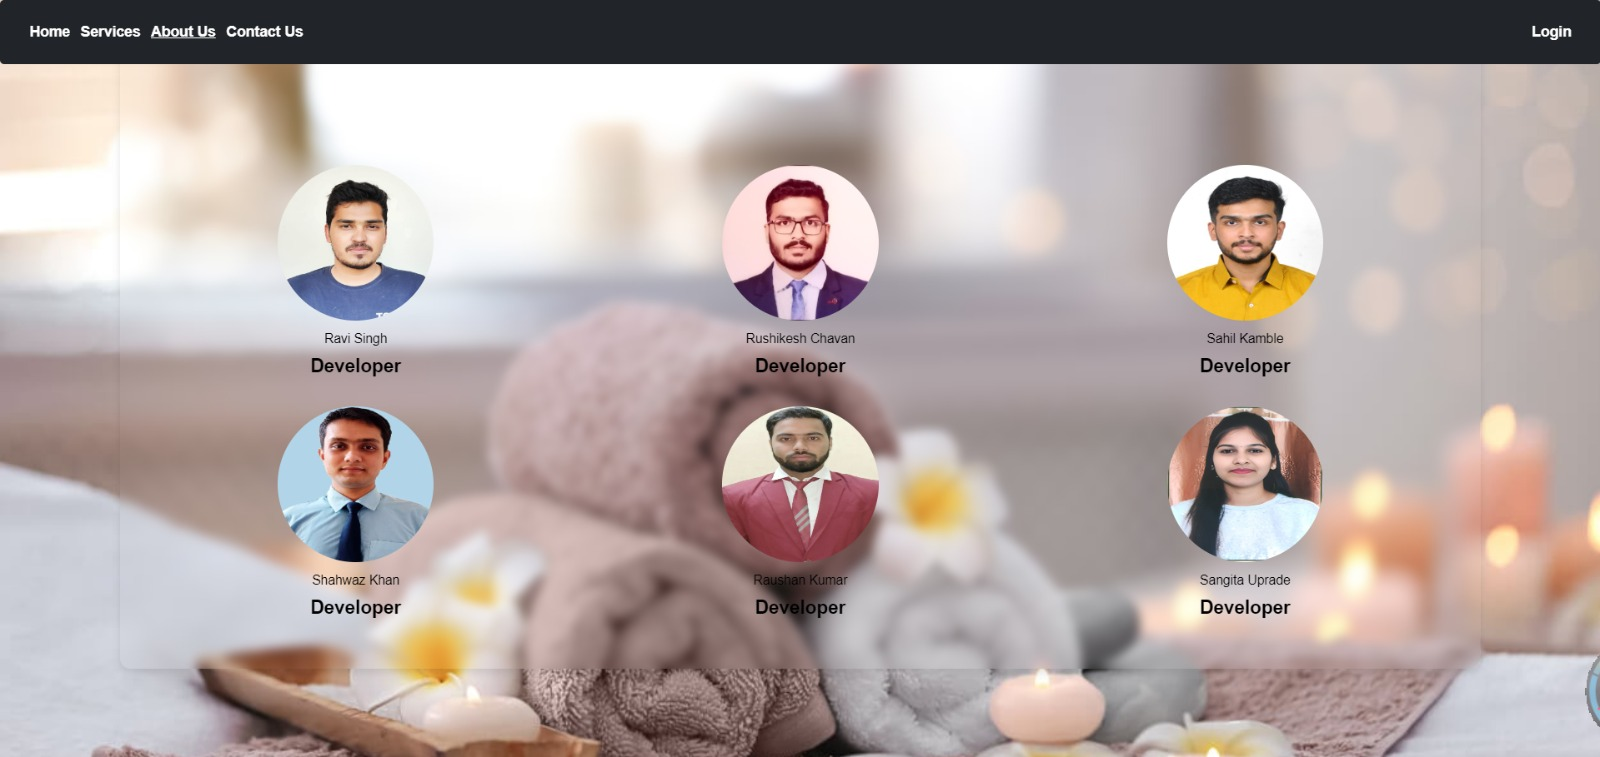 Home Services About Us Contact Us Login
Ravi Singh Rushikesh Chavan Sahil Kamble
Developer Developer Developer
Shahwaz Khan Raushan Kumar Sangita Uprade
Developer Developer Developer